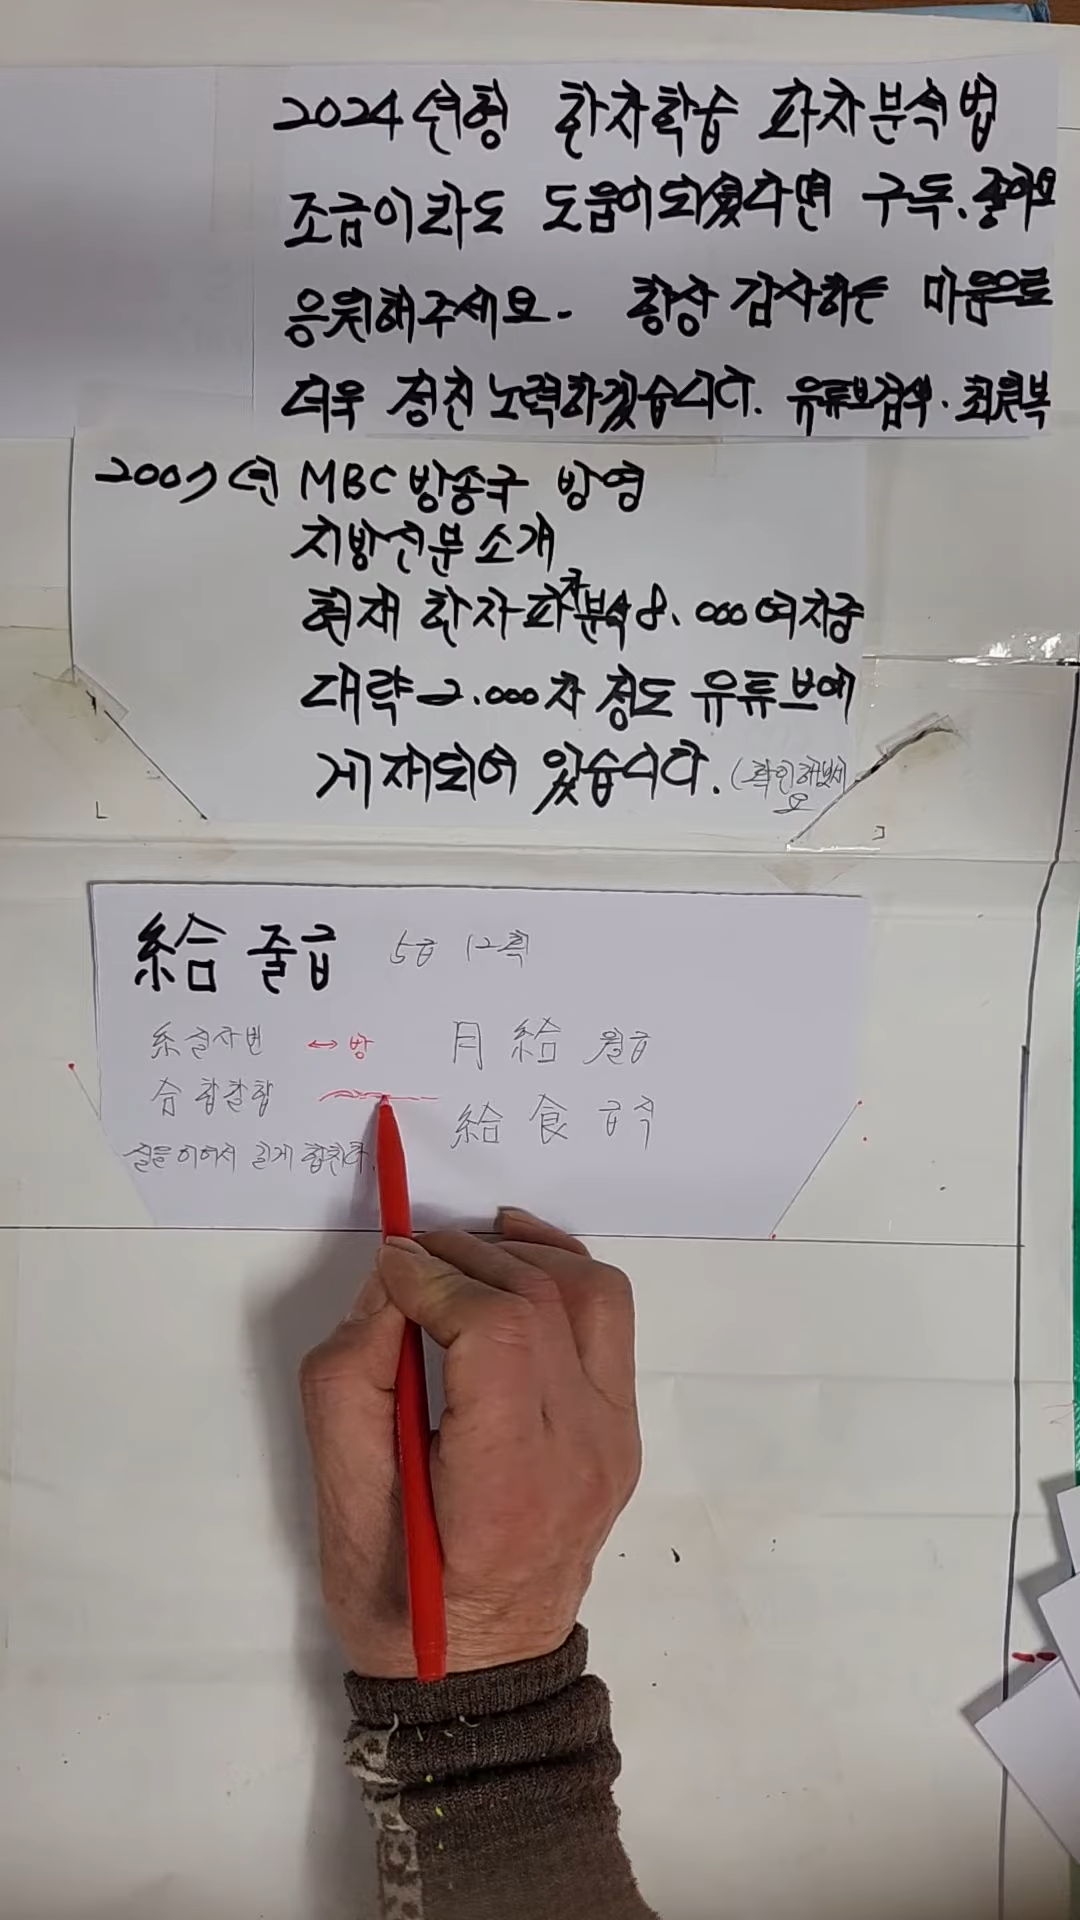 2024년형 한자학습 파자분석법
조금이라도 도움이되셨다면 구독.좋아요
응원해주세요. 항상 감사하는 마음으로
더욱 정진노력하겠습니다. 유튜브검색.최원복
2007년 MBC방송국 방영
지방신문소개
현재 한자파자분석 8.000여자중
대략 2.000자 정도 유튜브에
게재되어 있습니다. (확인해보세요
給 줄급 5급 12획
糸실사변 ↔ 방
合 합할합
실을이어서 길게 합친다.
月給 월급
給食 급식